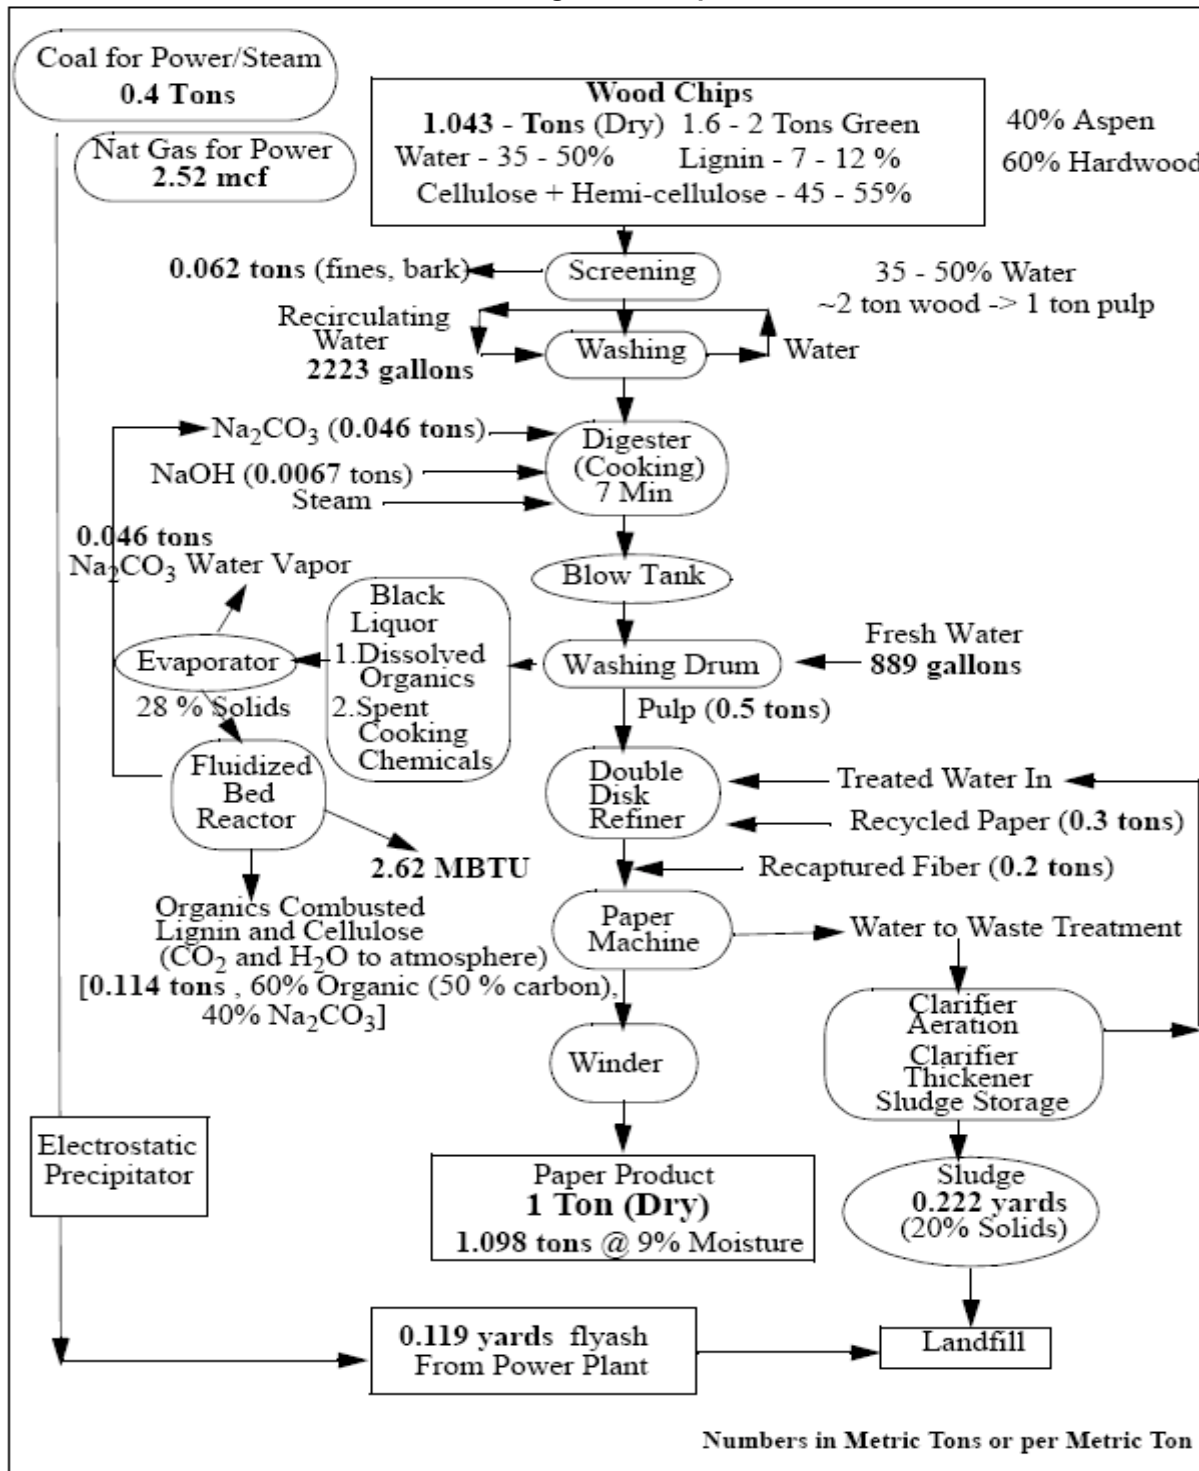 Coal for Power/Steam
0.4 Tons
Nat Gas for Power
2.52 mcf
Wood Chips
1.043 - Tons (Dry) 1.6 - 2 Tons Green
Water - 35 - 50% Lignin - 7 - 12 %
Cellulose + Hemi-cellulose - 45 - 55%
40% Aspen
60% Hardwood
0.062 tons (fines, bark)
Screening
35 - 50% Water
~2 ton wood -> 1 ton pulp
Recirculating
Water
2223 gallons
Washing
Water
Na2CO3 (0.046 tons)
NaOH (0.0067 tons)
Steam
Digester
(Cooking)
7 Min
0.046 tons
Na2CO3 Water Vapor
Blow Tank
Black
Liquor
1.Dissolved
Organics
2.Spent
Cooking
Chemicals
Evaporator
28 % Solids
Washing Drum
Fresh Water
889 gallons
Pulp (0.5 tons)
Fluidized
Bed
Reactor
Double
Disk
Refiner
Treated Water In
Recycled Paper (0.3 tons)
2.62 MBTU
Recaptured Fiber (0.2 tons)
Organics Combusted
Lignin and Cellulose
(CO2 and H2O to atmosphere)
[0.114 tons , 60% Organic (50 % carbon),
40% Na2CO3]
Paper
Machine
Water to Waste Treatment
Clarifier
Aeration
Clarifier
Thickener
Sludge Storage
Winder
Electrostatic
Precipitator
Paper Product
1 Ton (Dry)
1.098 tons @ 9% Moisture
Sludge
0.222 yards
(20% Solids)
0.119 yards flyash
From Power Plant
Landfill
Numbers in Metric Tons or per Metric Ton